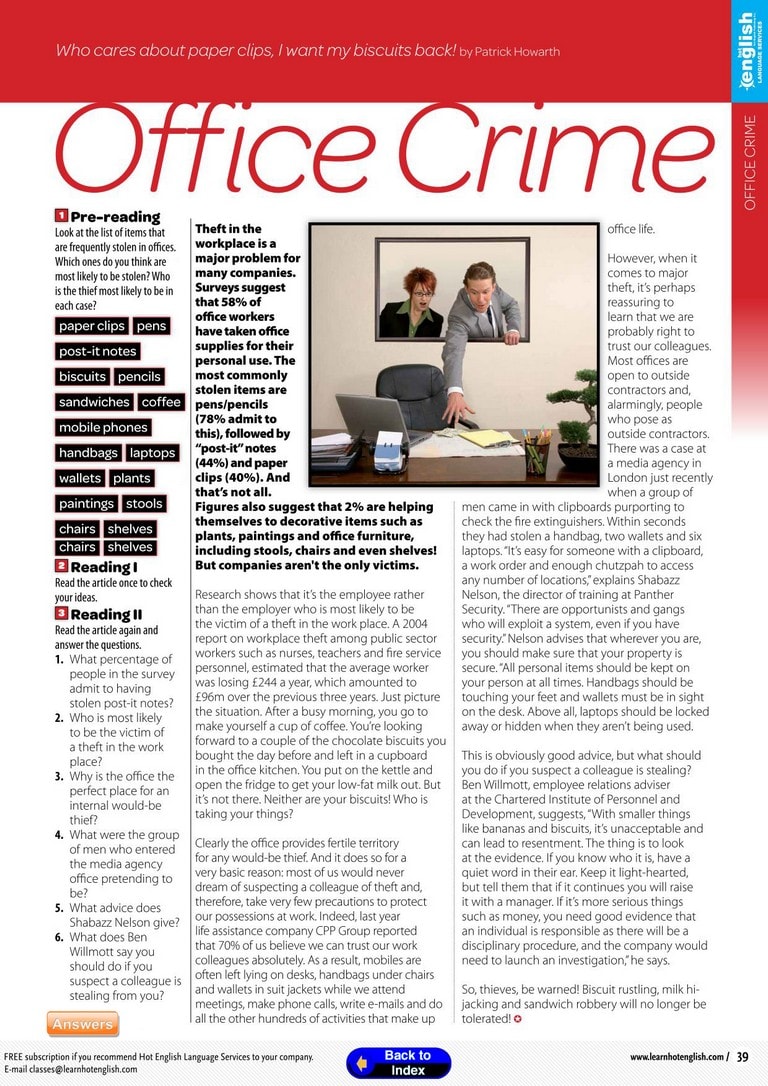 Who cares about paper clips, I want my biscuits back! by Patrick Howarth
hot
english
LANGUAGE SERVICES
OFFICE CRIME
Office Crime
1 Pre-reading
Look at the list of items that
are frequently stolen in offices.
Which ones do you think are
most likely to be stolen? Who
is the thief most likely to be in
each case?
paper clips pens
post-it notes
biscuits pencils
sandwiches coffee
mobile phones
handbags laptops
wallets plants
paintings stools
chairs shelves
chairs shelves
2 Reading I
Read the article once to check
your ideas.
3 Reading II
Read the article again and
answer the questions.
1. What percentage of
people in the survey
admit to having
stolen post-it notes?
2. Who is most likely
to be the victim of
a theft in the work
place?
3. Why is the office the
perfect place for an
internal would-be
thief?
4. What were the group
of men who entered
the media agency
office pretending to
be?
5. What advice does
Shabazz Nelson give?
6. What does Ben
Willmott say you
should do if you
suspect a colleague is
stealing from you?
Answers
Theft in the
workplace is a
major problem for
many companies.
Surveys suggest
that 58% of
office workers
have taken office
supplies for their
personal use. The
most commonly
stolen items are
pens/pencils
(78% admit to
this), followed by
“post-it” notes
(44%) and paper
clips (40%). And
that’s not all.
Figures also suggest that 2% are helping
themselves to decorative items such as
plants, paintings and office furniture,
including stools, chairs and even shelves!
But companies aren't the only victims.
Research shows that it’s the employee rather
than the employer who is most likely to be
the victim of a theft in the work place. A 2004
report on workplace theft among public sector
workers such as nurses, teachers and fire service
personnel, estimated that the average worker
was losing £244 a year, which amounted to
£96m over the previous three years. Just picture
the situation. After a busy morning, you go to
make yourself a cup of coffee. You’re looking
forward to a couple of the chocolate biscuits you
bought the day before and left in a cupboard
in the office kitchen. You put on the kettle and
open the fridge to get your low-fat milk out. But
it’s not there. Neither are your biscuits! Who is
taking your things?
Clearly the office provides fertile territory
for any would-be thief. And it does so for a
very basic reason: most of us would never
dream of suspecting a colleague of theft and,
therefore, take very few precautions to protect
our possessions at work. Indeed, last year
life assistance company CPP Group reported
that 70% of us believe we can trust our work
colleagues absolutely. As a result, mobiles are
often left lying on desks, handbags under chairs
and wallets in suit jackets while we attend
meetings, make phone calls, write e-mails and do
all the other hundreds of activities that make up
office life.
However, when it
comes to major
theft, it’s perhaps
reassuring to
learn that we are
probably right to
trust our colleagues.
Most offices are
open to outside
contractors and,
alarmingly, people
who pose as
outside contractors.
There was a case at
a media agency in
London just recently
when a group of
men came in with clipboards purporting to
check the fire extinguishers. Within seconds
they had stolen a handbag, two wallets and six
laptops. “It’s easy for someone with a clipboard,
a work order and enough chutzpah to access
any number of locations,” explains Shabazz
Nelson, the director of training at Panther
Security. “There are opportunists and gangs
who will exploit a system, even if you have
security.” Nelson advises that wherever you are,
you should make sure that your property is
secure. “All personal items should be kept on
your person at all times. Handbags should be
touching your feet and wallets must be in sight
on the desk. Above all, laptops should be locked
away or hidden when they aren’t being used.
This is obviously good advice, but what should
you do if you suspect a colleague is stealing?
Ben Willmott, employee relations adviser
at the Chartered Institute of Personnel and
Development, suggests, “With smaller things
like bananas and biscuits, it’s unacceptable and
can lead to resentment. The thing is to look
at the evidence. If you know who it is, have a
quiet word in their ear. Keep it light-hearted,
but tell them that if it continues you will raise
it with a manager. If it’s more serious things
such as money, you need good evidence that
an individual is responsible as there will be a
disciplinary procedure, and the company would
need to launch an investigation,” he says.
So, thieves, be warned! Biscuit rustling, milk hi-
jacking and sandwich robbery will no longer be
tolerated!
FREE subscription if you recommend Hot English Language Services to your company.
E-mail classes@learnhotenglish.com
Back to
Index
www.learnhotenglish.com / 39